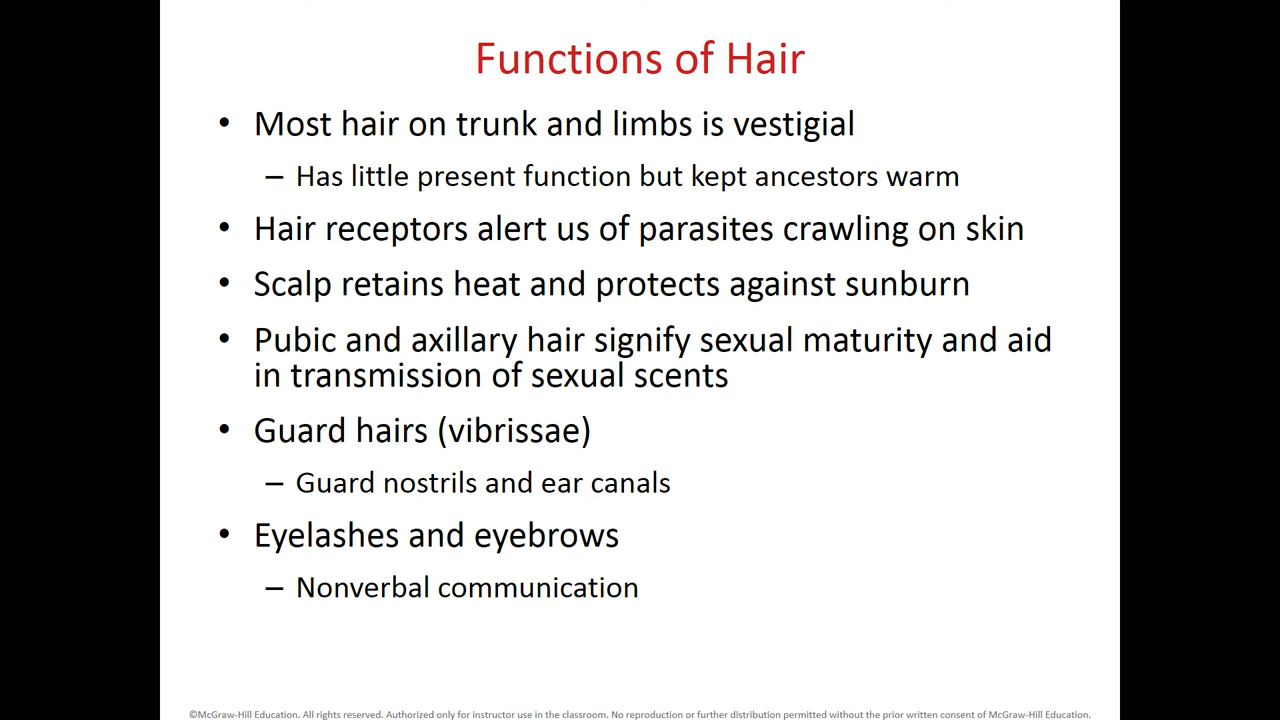 Functions of Hair
• Most hair on trunk and limbs is vestigial
– Has little present function but kept ancestors warm
• Hair receptors alert us of parasites crawling on skin
• Scalp retains heat and protects against sunburn
• Pubic and axillary hair signify sexual maturity and aid
in transmission of sexual scents
• Guard hairs (vibrissae)
– Guard nostrils and ear canals
• Eyelashes and eyebrows
– Nonverbal communication
©McGraw-Hill Education. All rights reserved. Authorized only for instructor use in the classroom. No reproduction or further distribution permitted without the prior written consent of McGraw-Hill Education.